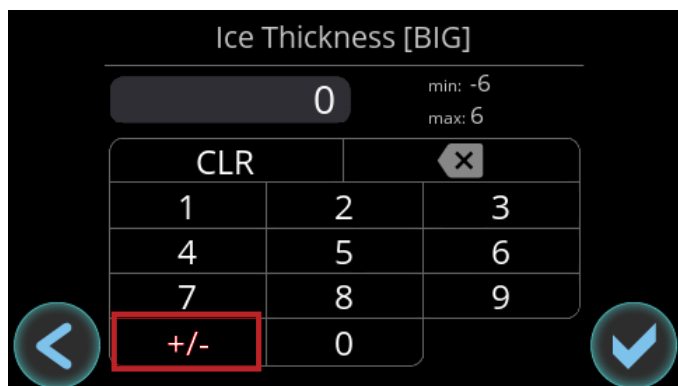 Ice Thickness [BIG]
0
min: -6
max: 6
CLR
1 2 3
4 5 6
7 8 9
+/- 0